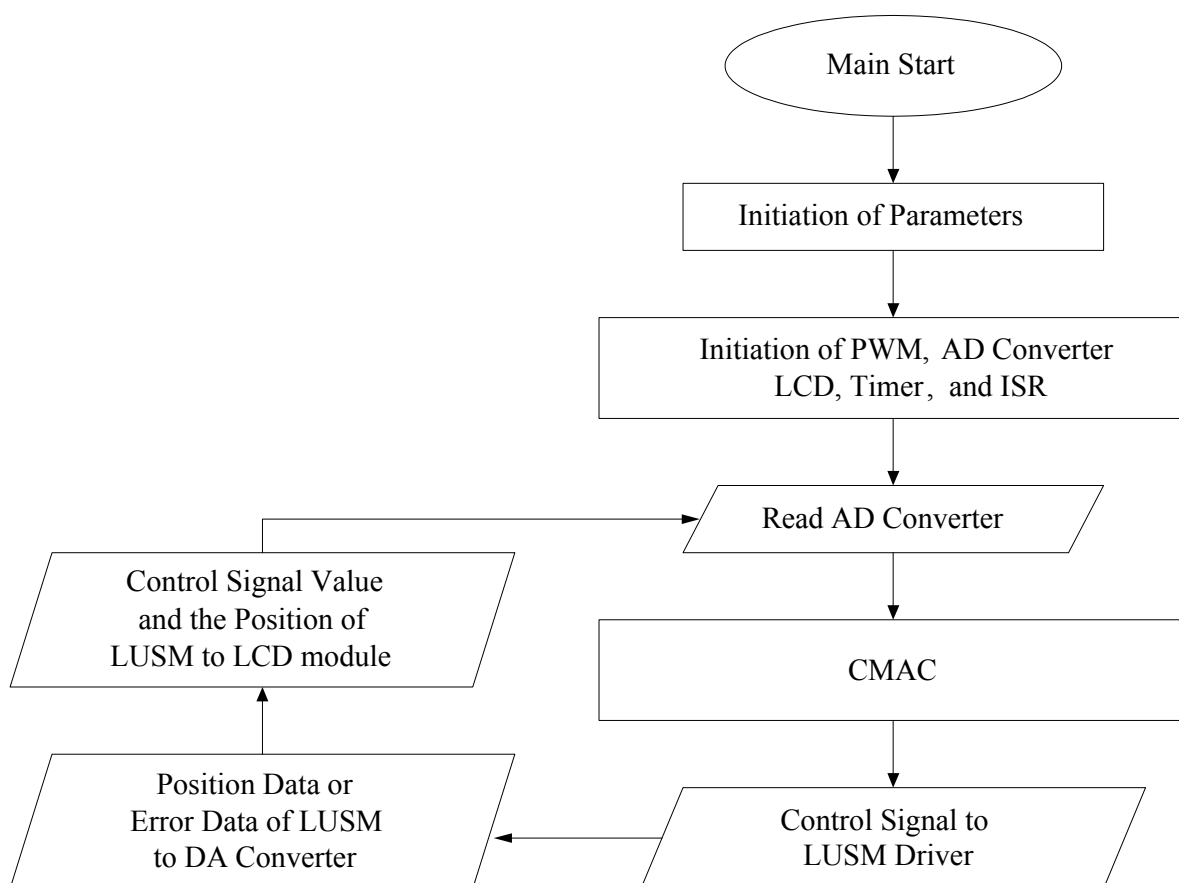 Main Start
Initiation of Parameters
Initiation of PWM, AD Converter
LCD, Timer, and ISR
Read AD Converter
CMAC
Control Signal to
LUSM Driver
Position Data or
Error Data of LUSM
to DA Converter
Control Signal Value
and the Position of
LUSM to LCD module